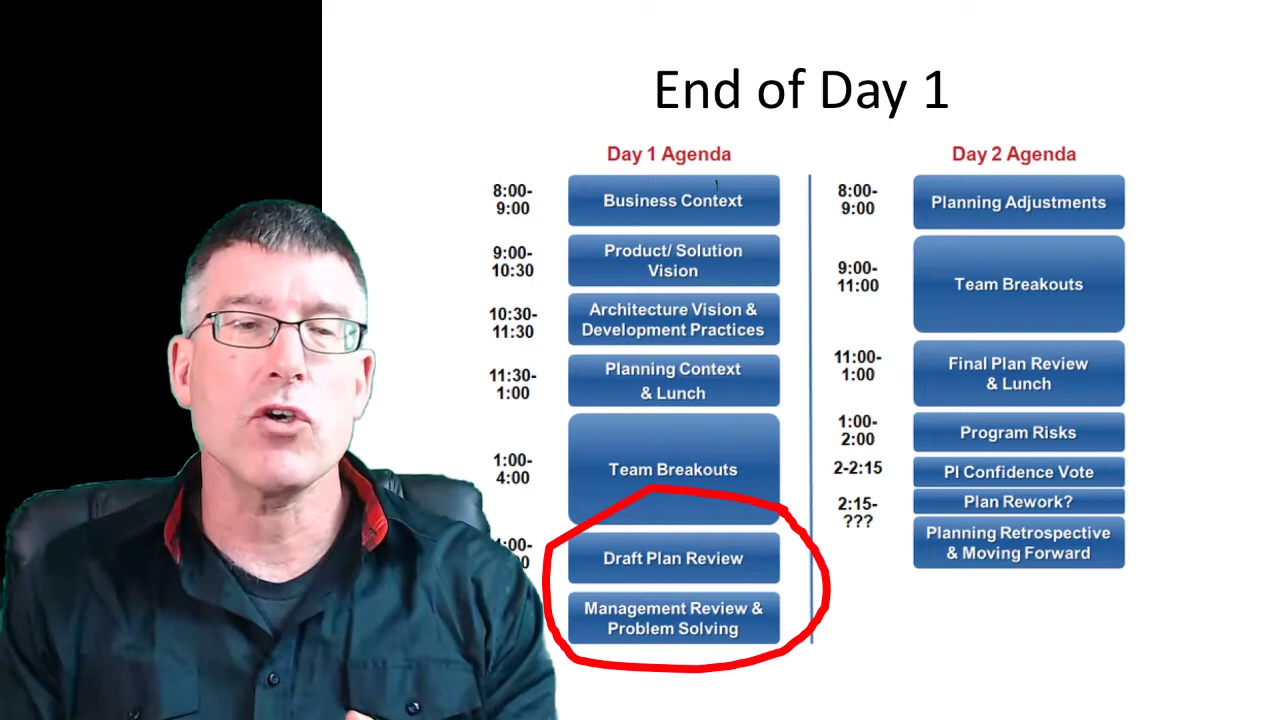 End of Day 1
Day 1 Agenda
8:00-
9:00
Business Context
9:00-
10:30
Product/ Solution
Vision
10:30-
11:30
Architecture Vision &
Development Practices
11:30-
1:00
Planning Context
& Lunch
1:00-
4:00
Team Breakouts
Draft Plan Review
Management Review &
Problem Solving
Day 2 Agenda
8:00-
9:00
Planning Adjustments
9:00-
11:00
Team Breakouts
11:00-
1:00
Final Plan Review
& Lunch
1:00-
2:00
Program Risks
2-2:15
PI Confidence Vote
2:15-
???
Plan Rework?
Planning Retrospective
& Moving Forward